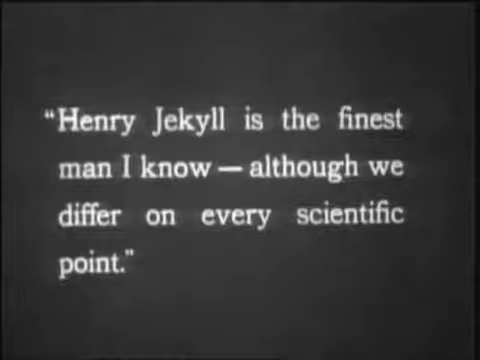 “Henry Jekyll is the finest
man I know — although we
differ on every scientific
point.”